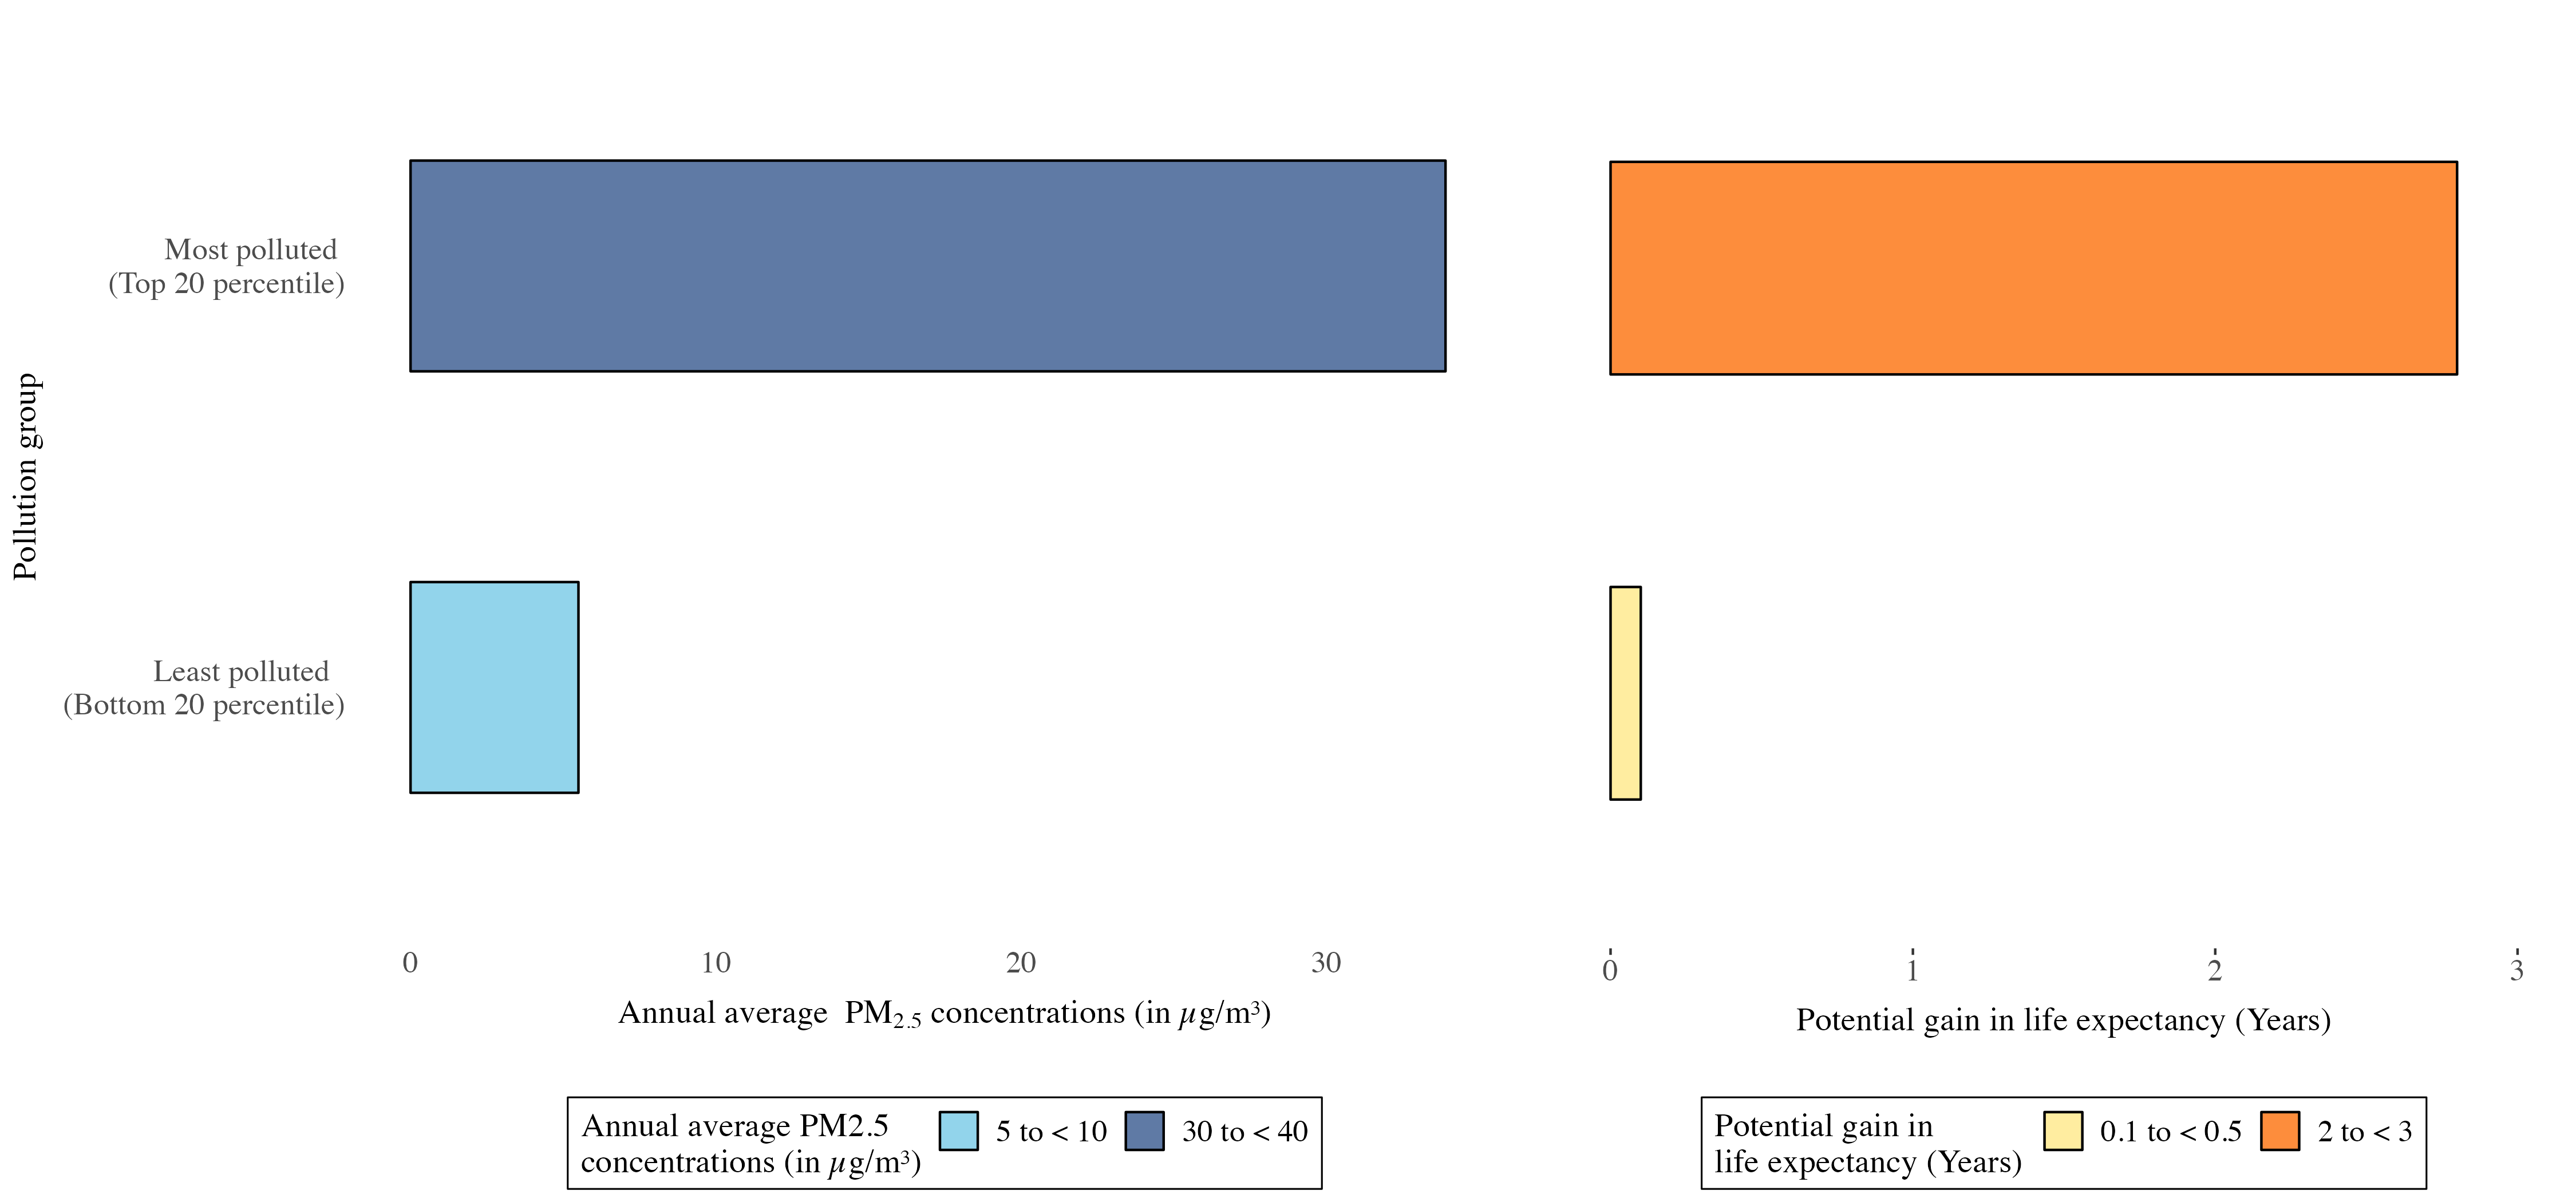 Pollution group
Most polluted
(Top 20 percentile)
Least polluted
(Bottom 20 percentile)
0 10 20 30
Annual average PM2.5 concentrations (in µg/m³)
0 1 2 3
Potential gain in life expectancy (Years)
Annual average PM2.5
concentrations (in µg/m³)
5 to < 10
30 to < 40
Potential gain in
life expectancy (Years)
0.1 to < 0.5
2 to < 3